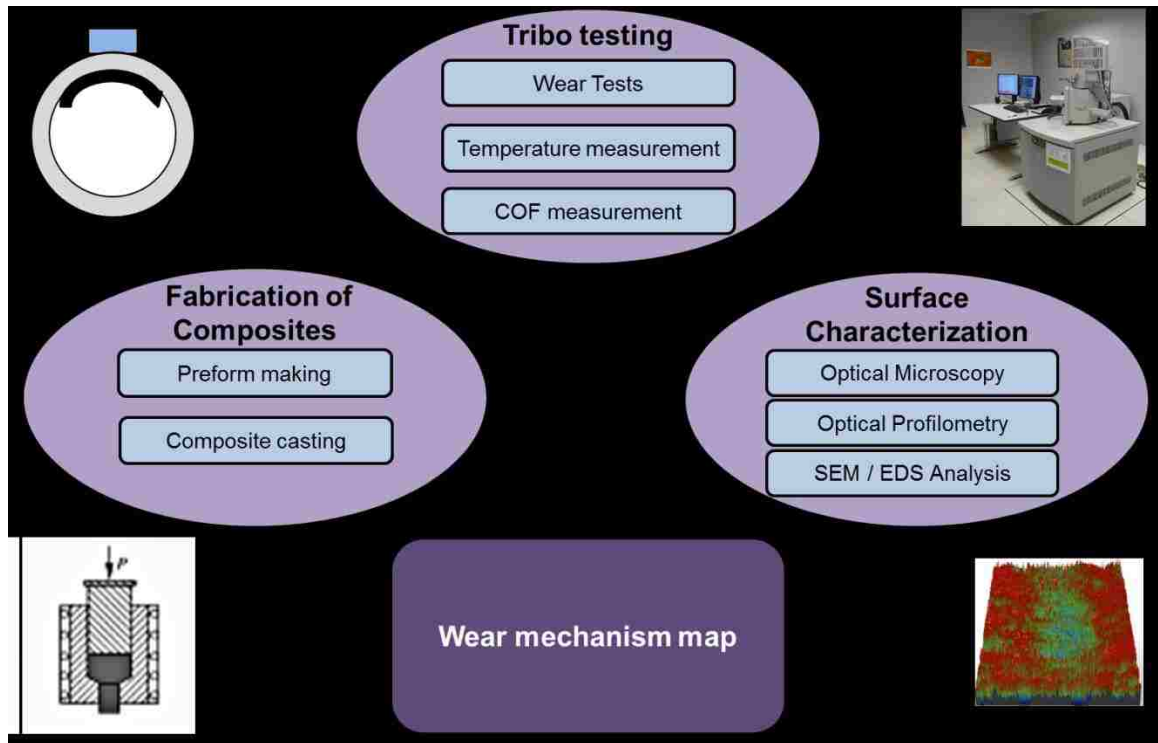 Tribo testing
Wear Tests
Temperature measurement
COF measurement
Fabrication of
Composites
Preform making
Composite casting
Surface
Characterization
Optical Microscopy
Optical Profilometry
SEM / EDS Analysis
P
Wear mechanism map